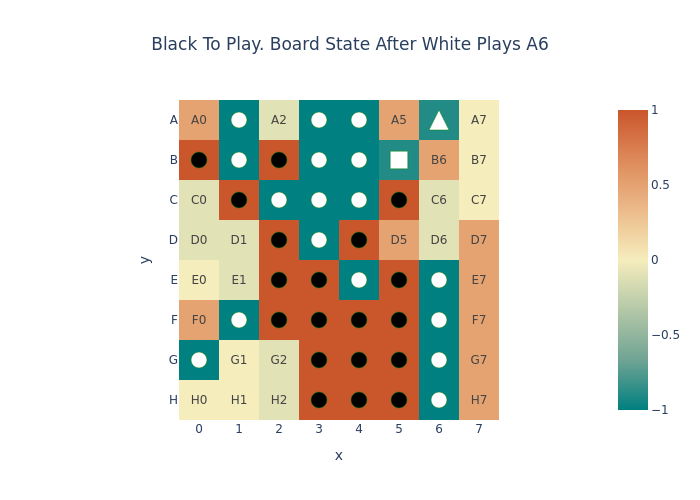 Black To Play. Board State After White Plays A6
A A0 A2 A5 A7
B B6 B7
C C0 C6 C7
D D0 D1 D5 D6 D7
E E0 E1 E7
F F0 F7
G G1 G2 G7
H H0 H1 H2 H7
0 1 2 3 4 5 6 7
x
y
1
0.5
0
−0.5
−1